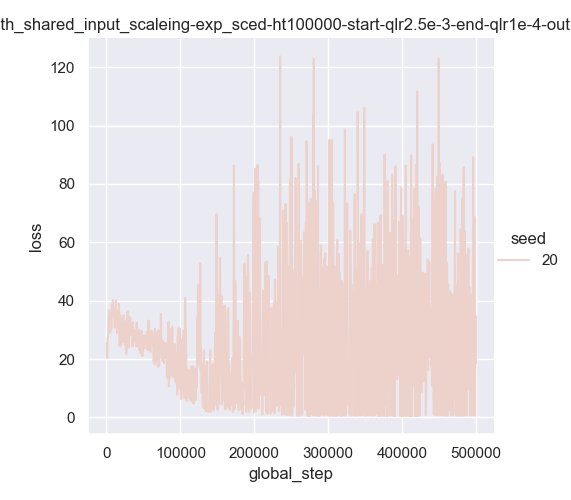 th_shared_input_scaleing-exp_sced-ht100000-start-qlr2.5e-3-end-qlr1e-4-out
120
100
80
60
40
20
0
loss
0 100000 200000 300000 400000 500000
global_step
seed
20